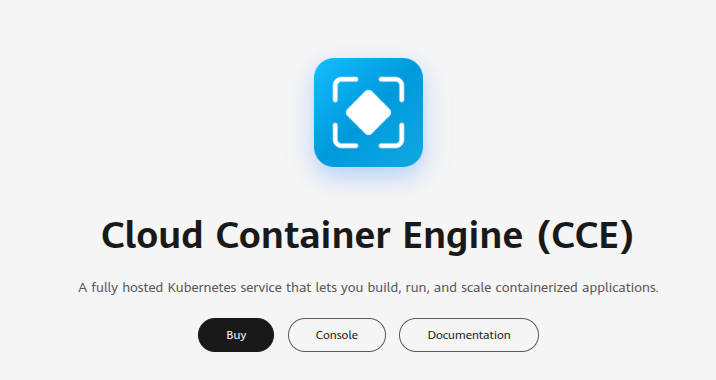 Cloud Container Engine (CCE)
A fully hosted Kubernetes service that lets you build, run, and scale containerized applications.
Buy
Console
Documentation